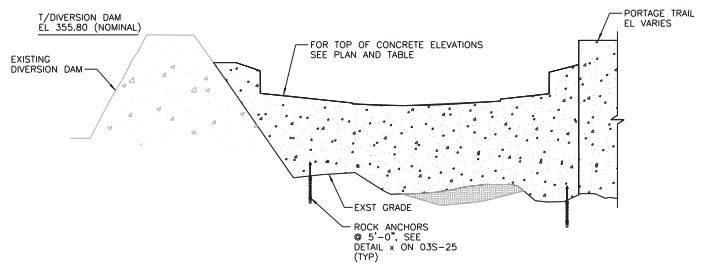 T/DIVERSION DAM
EL 355.80 (NOMINAL)
EXISTING
DIVERSION DAM
FOR TOP OF CONCRETE ELEVATIONS
SEE PLAN AND TABLE
PORTAGE TRAIL
EL VARIES
EXST GRADE
ROCK ANCHORS
@ 5'-0", SEE
DETAIL x ON 03S-25
(TYP)